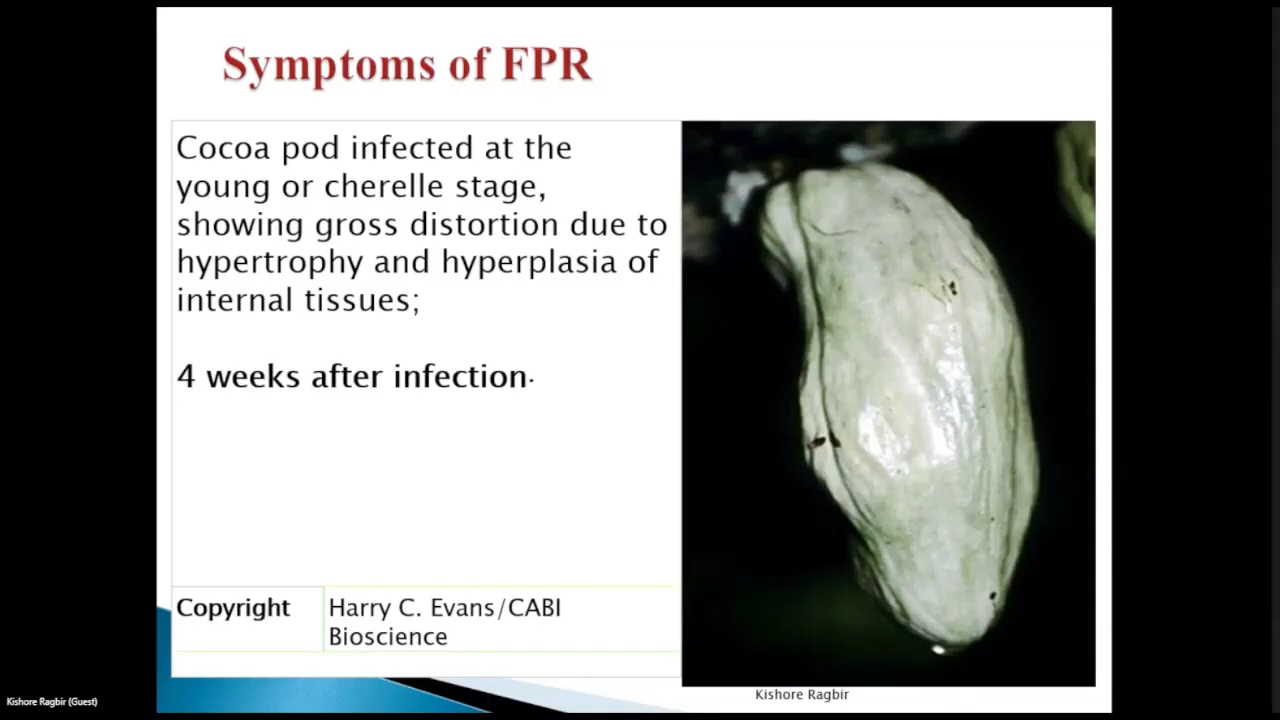 Symptoms of FPR
Cocoa pod infected at the
young or cherelle stage,
showing gross distortion due to
hypertrophy and hyperplasia of
internal tissues;
4 weeks after infection.
Copyright
Harry C. Evans/CABI
Bioscience
Kishore Ragbir
Kishore Ragbir (Guest)